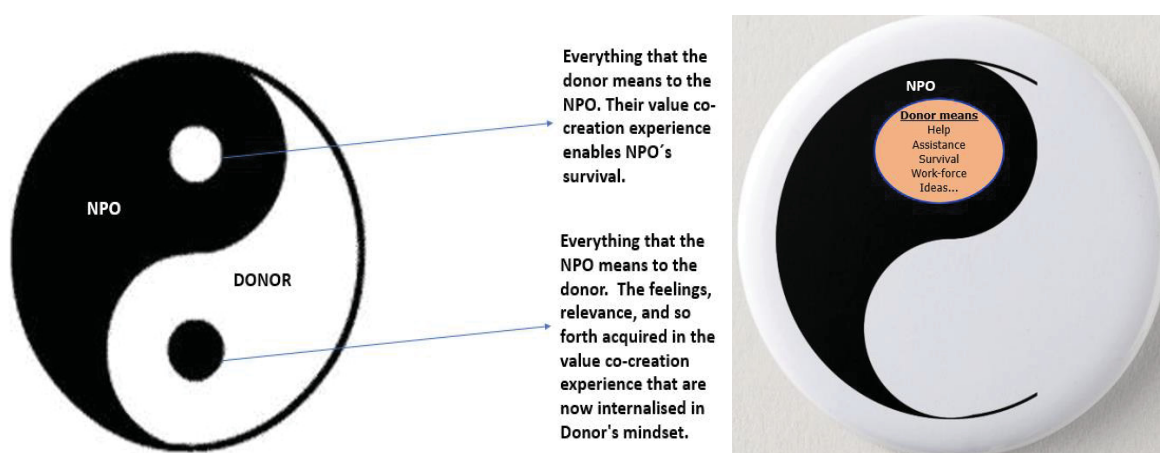 NPO
DONOR
Everything that the
donor means to the
NPO. Their value co-
creation experience
enables NPO´s
survival.
Everything that the
NPO means to the
donor. The feelings,
relevance, and so
forth acquired in the
value co-creation
experience that are
now internalised in
Donor's mindset.
NPO
Donor means
Help
Assistance
Survival
Work-force
Ideas...